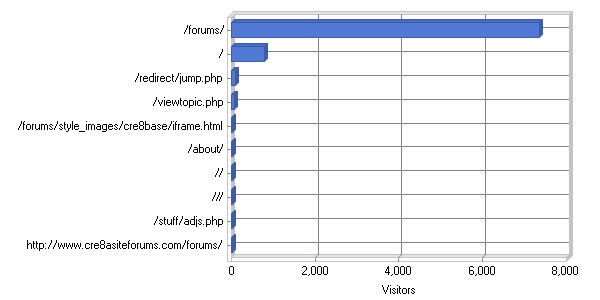 /forums/
/
/redirect/jump.php
/viewtopic.php
/forums/style_images/cre8base/iframe.html
/about/
//
///
/stuff/adjs.php
http://www.cre8asiteforums.com/forums/
0 2,000 4,000 6,000 8,000
Visitors